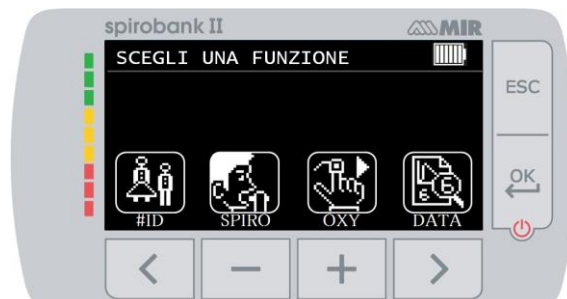 spirobank II MIR
SCEGLI UNA FUNZIONE
ESC
OK
#ID SPIRO OXY DATA
< − + >